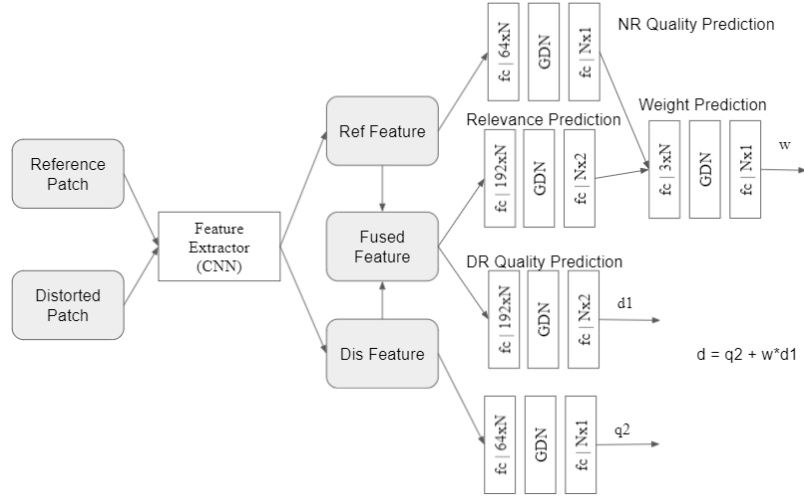 NR Quality Prediction
fc | 64xN
GDN
fc | Nx1
Ref Feature
Relevance Prediction
Weight Prediction
fc | 192xN
GDN
fc | Nx2
fc | 3xN
GDN
fc | Nx1
w
Reference
Patch
Feature
Extractor
(CNN)
Fused
Feature
Distorted
Patch
DR Quality Prediction
fc | 192xN
GDN
fc | Nx2
d1
Dis Feature
d = q2 + w*d1
fc | 64xN
GDN
fc | Nx1
q2